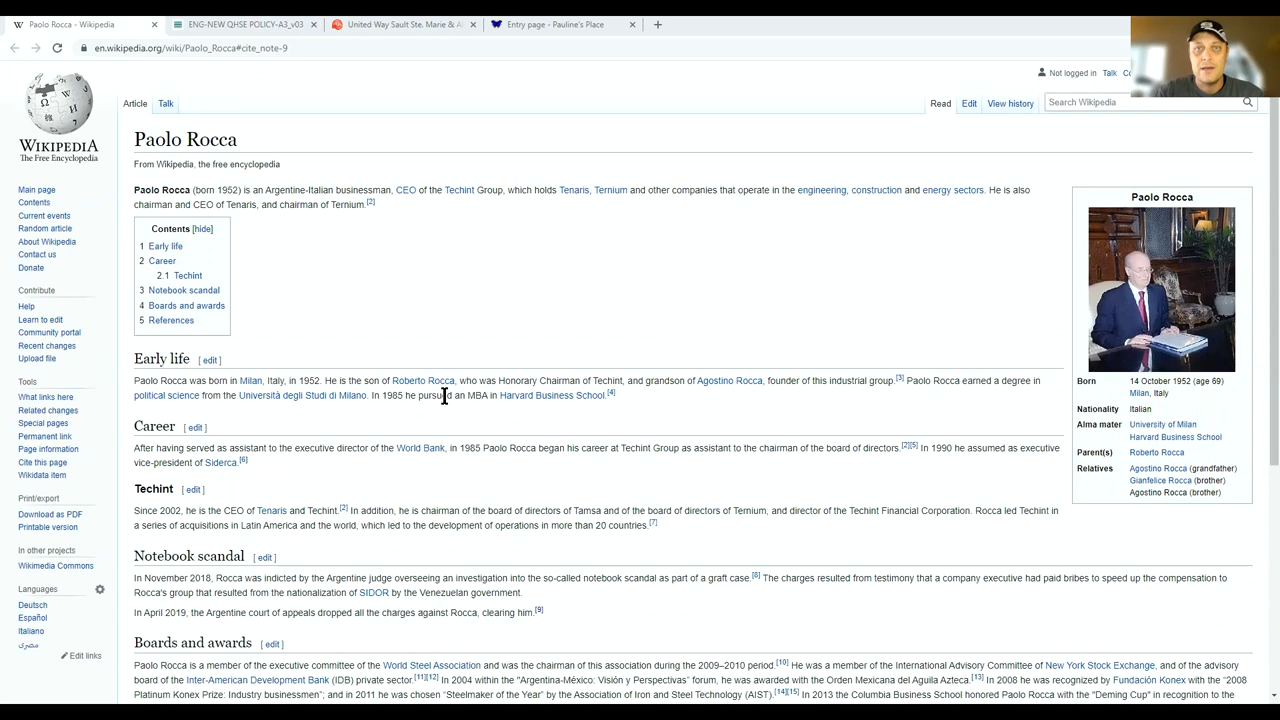 Paolo Rocca - Wikipedia
ENG-NEW QHSE POLICY-A3_v03
United Way Sault Ste. Marie & A
Entry page - Pauline's Place
en.wikipedia.org/wiki/Paolo_Rocca#cite_note-9
Not logged in Talk
WIKIPEDIA
The Free Encyclopedia
Main page
Contents
Current events
Random article
About Wikipedia
Contact us
Donate
Contribute
Help
Learn to edit
Community portal
Recent changes
Upload file
Tools
What links here
Related changes
Special pages
Permanent link
Page information
Cite this page
Wikidata item
Print/export
Download as PDF
Printable version
In other projects
Wikimedia Commons
Languages
Deutsch
Español
Italiano
مصرى
Edit links
Article Talk
Read Edit View history
Search Wikipedia
Paolo Rocca
From Wikipedia, the free encyclopedia
Paolo Rocca (born 1952) is an Argentine-Italian businessman, CEO of the Techint Group, which holds Tenaris, Ternium and other companies that operate in the engineering, construction and energy sectors. He is also
chairman and CEO of Tenaris, and chairman of Ternium.[2]
Contents [hide]
1 Early life
2 Career
2.1 Techint
3 Notebook scandal
4 Boards and awards
5 References
Early life [ edit ]
Paolo Rocca was born in Milan, Italy, in 1952. He is the son of Roberto Rocca, who was Honorary Chairman of Techint, and grandson of Agostino Rocca, founder of this industrial group.[3] Paolo Rocca earned a degree in
political science from the Università degli Studi di Milano. In 1985 he pursued an MBA in Harvard Business School.[4]
Career [ edit ]
After having served as assistant to the executive director of the World Bank, in 1985 Paolo Rocca began his career at Techint Group as assistant to the chairman of the board of directors.[2][5] In 1990 he assumed as executive
vice-president of Siderca.[6]
Techint [ edit ]
Since 2002, he is the CEO of Tenaris and Techint.[2] In addition, he is chairman of the board of directors of Tamsa and of the board of directors of Ternium, and director of the Techint Financial Corporation. Rocca led Techint in
a series of acquisitions in Latin America and the world, which led to the development of operations in more than 20 countries.[7]
Notebook scandal [ edit ]
In November 2018, Rocca was indicted by the Argentine judge overseeing an investigation into the so-called notebook scandal as part of a graft case.[8] The charges resulted from testimony that a company executive had paid bribes to speed up the compensation to
Rocca's group that resulted from the nationalization of SIDOR by the Venezuelan government.
In April 2019, the Argentine court of appeals dropped all the charges against Rocca, clearing him.[9]
Boards and awards [ edit ]
Paolo Rocca is a member of the executive committee of the World Steel Association and was the chairman of this association during the 2009–2010 period.[10] He was a member of the International Advisory Committee of New York Stock Exchange, and of the advisory
board of the Inter-American Development Bank (IDB) private sector.[11][12] In 2004 within the "Argentina-México: Visión y Perspectivas" forum, he was awarded with the Orden Mexicana del Aguila Azteca.[13] In 2008 he was recognized by Fundación Konex with the "2008
Platinum Konex Prize: Industry businessmen"; and in 2011 he was chosen "Steelmaker of the Year" by the Association of Iron and Steel Technology (AIST).[14][15] In 2013 the Columbia Business School honored Paolo Rocca with the "Deming Cup" in recognition to the
Paolo Rocca
Born 14 October 1952 (age 69)
Milan, Italy
Nationality Italian
Alma mater University of Milan
Harvard Business School
Parent(s) Roberto Rocca
Relatives Agostino Rocca (grandfather)
Gianfelice Rocca (brother)
Agostino Rocca (brother)